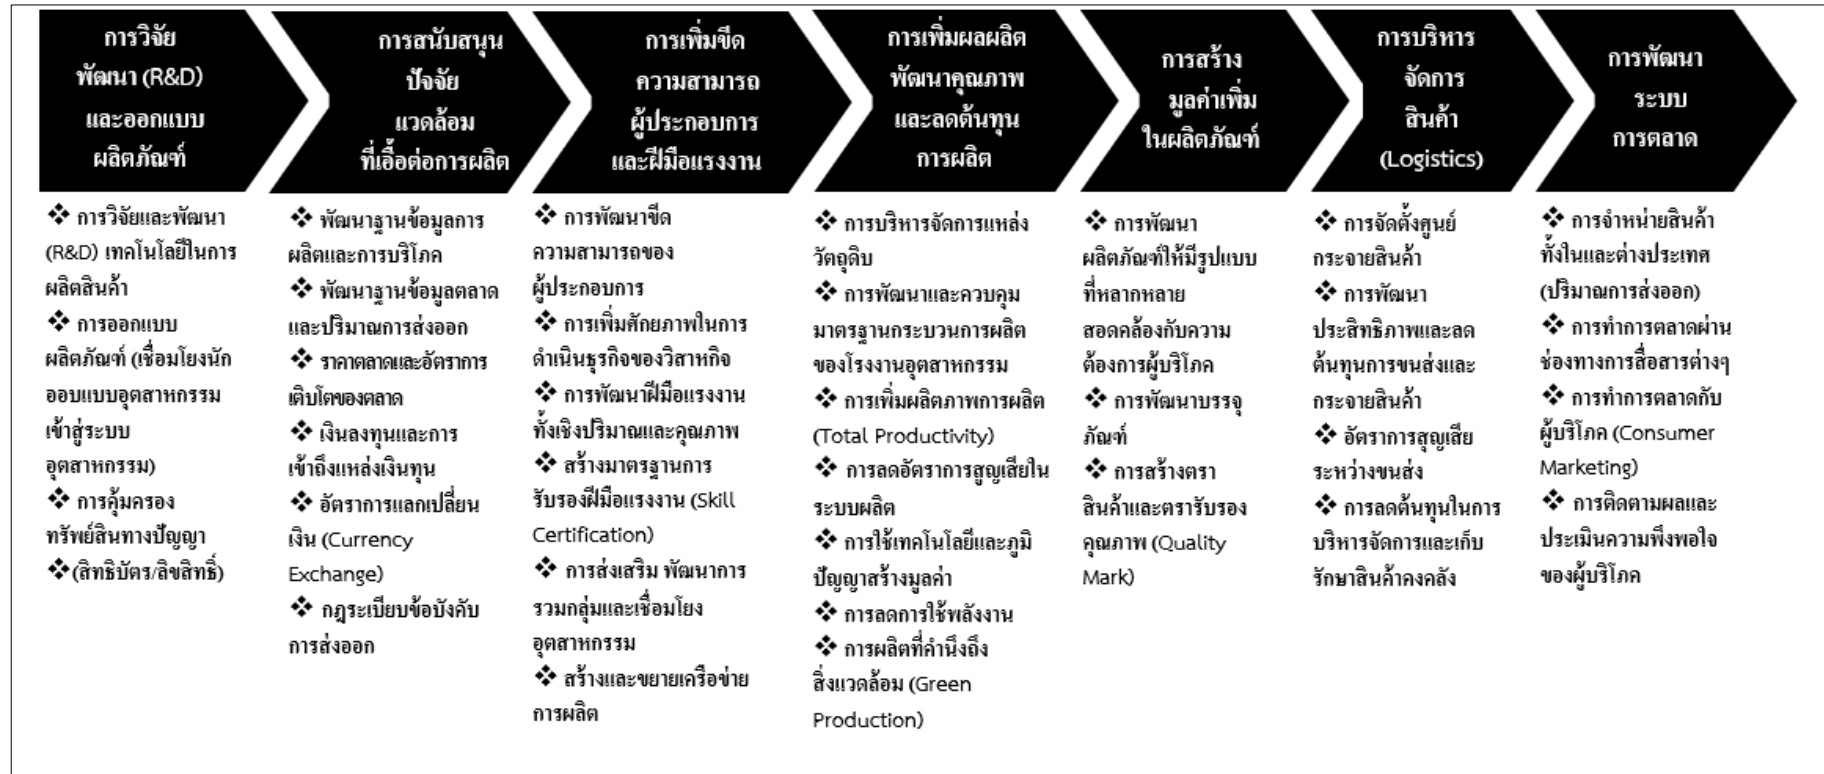 การวิจัย
พัฒนา (R&D)
และออกแบบ
ผลิตภัณฑ์
การสนับสนุน
ปัจจัย
แวดล้อม
ที่เอื้อต่อการผลิต
การเพิ่มขีด
ความสามารถ
ผู้ประกอบการ
และฝีมือแรงงาน
การเพิ่มผลผลิต
พัฒนาคุณภาพ
และลดต้นทุน
การผลิต
การสร้าง
มูลค่าเพิ่ม
ในผลิตภัณฑ์
การบริหาร
จัดการ
สินค้า
(Logistics)
การพัฒนา
ระบบ
การตลาด
❖ การวิจัยและพัฒนา
(R&D) เทคโนโลยีในการ
ผลิตสินค้า
❖ การออกแบบ
ผลิตภัณฑ์ (เชื่อมโยงนัก
ออบแบบอุตสาหกรรม
เข้าสู่ระบบ
อุตสาหกรรม)
❖ การคุ้มครอง
ทรัพย์สินทางปัญญา
❖(สิทธิบัตร/ลิขสิทธิ์)
❖ พัฒนาฐานข้อมูลการ
ผลิตและการบริโภค
❖ พัฒนาฐานข้อมูลตลาด
และปริมาณการส่งออก
❖ ราคาตลาดและอัตราการ
เติบโตของตลาด
❖ เงินลงทุนและการ
เข้าถึงแหล่งเงินทุน
❖ อัตราการแลกเปลี่ยน
เงิน (Currency
Exchange)
❖ กฎระเบียบข้อบังคับ
การส่งออก
❖ การพัฒนาขีด
ความสามารถของ
ผู้ประกอบการ
❖ การเพิ่มศักยภาพในการ
ดำเนินธุรกิจของวิสาหกิจ
❖ การพัฒนาฝีมือแรงงาน
ทั้งเชิงปริมาณและคุณภาพ
❖ สร้างมาตรฐานการ
รับรองฝีมือแรงงาน (Skill
Certification)
❖ การส่งเสริม พัฒนาการ
รวมกลุ่มและเชื่อมโยง
อุตสาหกรรม
❖ สร้างและขยายเครือข่าย
การผลิต
❖ การบริหารจัดการแหล่ง
วัตถุดิบ
❖ การพัฒนาและควบคุม
มาตรฐานกระบวนการผลิต
ของโรงงานอุตสาหกรรม
❖ การเพิ่มผลิตภาพการผลิต
(Total Productivity)
❖ การลดอัตราการสูญเสียใน
ระบบผลิต
❖ การใช้เทคโนโลยีและภูมิ
ปัญญาสร้างมูลค่า
❖ การลดการใช้พลังงาน
❖ การผลิตที่คำนึงถึง
สิ่งแวดล้อม (Green
Production)
❖ การพัฒนา
ผลิตภัณฑ์ให้มีรูปแบบ
ที่หลากหลาย
สอดคล้องกับความ
ต้องการผู้บริโภค
❖ การพัฒนาบรรจุ
ภัณฑ์
❖ การสร้างตรา
สินค้าและตรารับรอง
คุณภาพ (Quality
Mark)
❖ การจัดตั้งศูนย์
กระจายสินค้า
❖ การพัฒนา
ประสิทธิภาพและลด
ต้นทุนการขนส่งและ
กระจายสินค้า
❖ อัตราการสูญเสีย
ระหว่างขนส่ง
❖ การลดต้นทุนในการ
บริหารจัดการและเก็บ
รักษาสินค้าคงคลัง
❖ การจำหน่ายสินค้า
ทั้งในและต่างประเทศ
(ปริมาณการส่งออก)
❖ การทำการตลาดผ่าน
ช่องทางการสื่อสารต่างๆ
❖ การทำการตลาดกับ
ผู้บริโภค (Consumer
Marketing)
❖ การติดตามผลและ
ประเมินความพึงพอใจ
ของผู้บริโภค